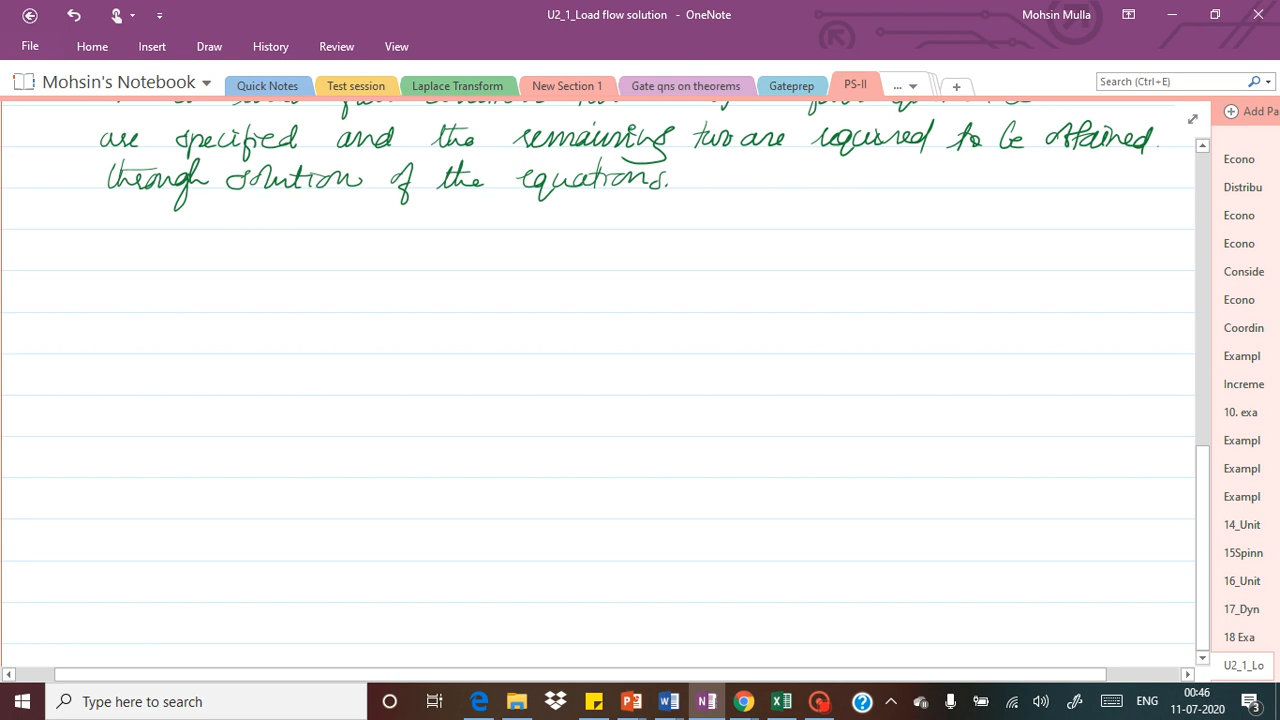 U2_1_Load flow solution - OneNote
Mohsin Mulla
File Home Insert Draw History Review View
Mohsin's Notebook
Quick Notes
Test session
Laplace Transform
New Section 1
Gate qns on theorems
Gateprep
PS-II
...
Search (Ctrl+E)
Add Pa
are specified and the remaining two are required to be obtained
through solution of the equations.
Econo
Distribu
Econo
Econo
Conside
Econo
Coordin
Exampl
Increme
10. exa
Exampl
Exampl
Exampl
14_Unit
15Spinn
16_Unit
17_Dyn
18 Exa
U2_1_Lo
Type here to search
ENG
00:46
11-07-2020
3